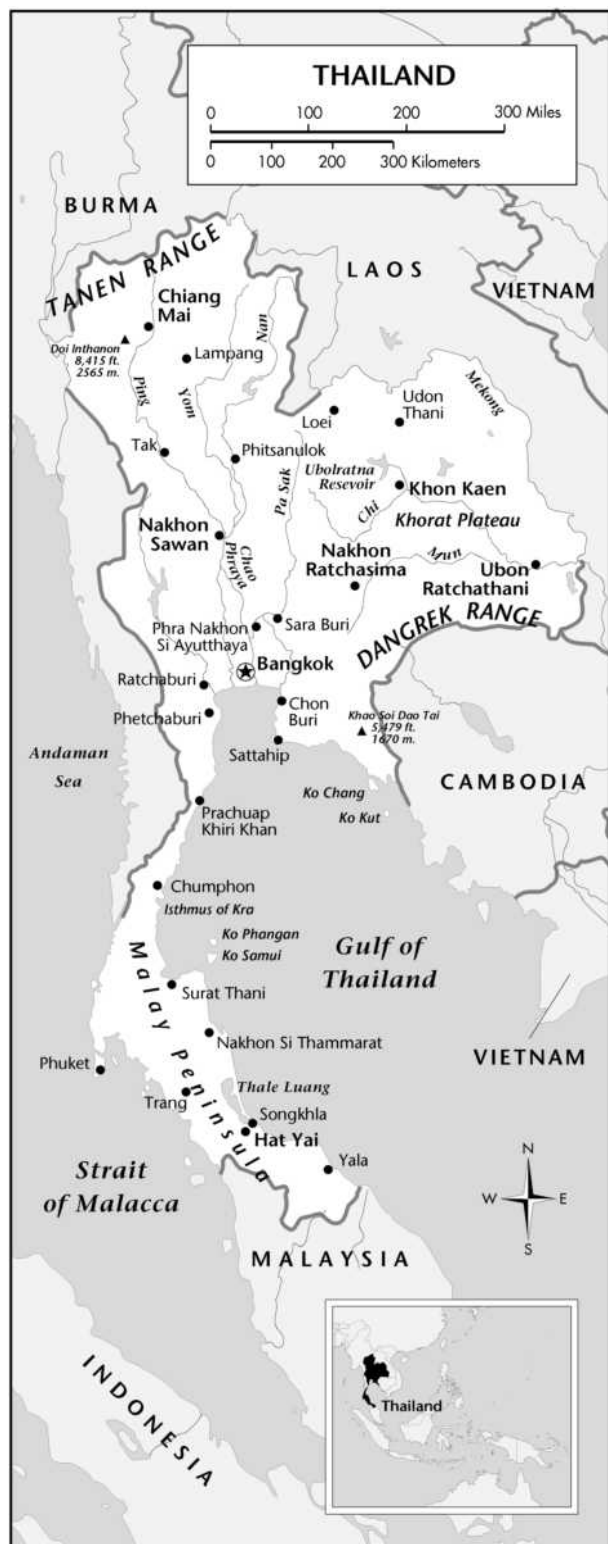 THAILAND
0 100 200 300 Miles
0 100 200 300 Kilometers
BURMA
LAOS
VIETNAM
TANEN RANGE
Chiang
Mai
Doi Inthanon
8,415 ft.
2565 m.
Lampang
Nan
Ping
Yom
Loei
Udon
Thani
Mekong
Tak
Phitsanulok
Pa Sak
Ubolratna
Resevoir
Chi
Khon Kaen
Khorat Plateau
Nakhon
Sawan
Chao
Phraya
Nakhon
Ratchasima
Mun
Ubon
Ratchathani
DANGREK RANGE
Phra Nakhon
Si Ayutthaya
Sara Buri
Bangkok
Ratchaburi
Phetchaburi
Chon
Buri
Khao Soi Dao Tai
5,479 ft.
1670 m.
Sattahip
Andaman
Sea
CAMBODIA
Ko Chang
Ko Kut
Prachuap
Khiri Khan
Chumphon
Isthmus of Kra
Ko Phangan
Ko Samui
Gulf of
Thailand
Malay Peninsula
Surat Thani
Nakhon Si Thammarat
VIETNAM
Phuket
Thale Luang
Trang
Songkhla
Hat Yai
Yala
Strait
of Malacca
N
W E
S
MALAYSIA
INDONESIA
Thailand